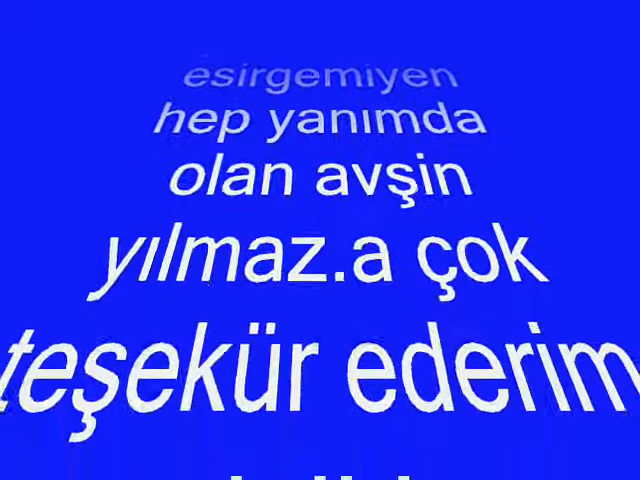 esirgemiyen
hep yanımda
olan avşin
yılmaz.a çok
teşekür ederim